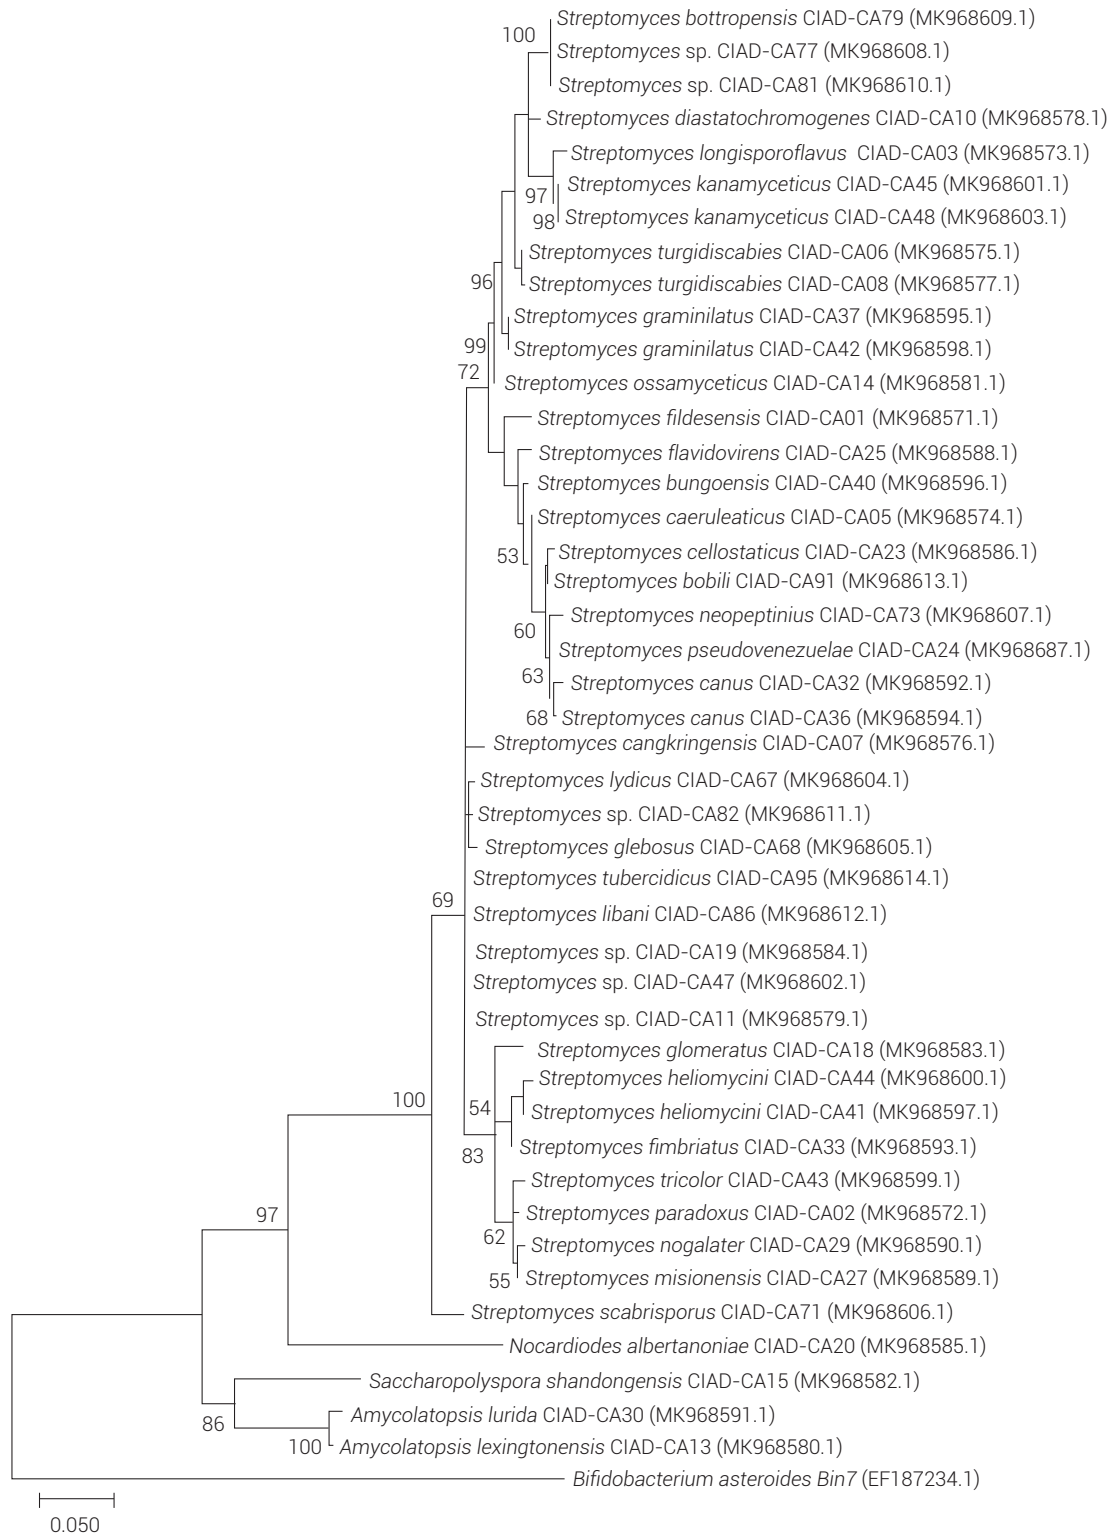 Streptomyces bottropensis CIAD-CA79 (MK968609.1)
100
Streptomyces sp. CIAD-CA77 (MK968608.1)
Streptomyces sp. CIAD-CA81 (MK968610.1)
Streptomyces diastatochromogenes CIAD-CA10 (MK968578.1)
Streptomyces longisporoflavus CIAD-CA03 (MK968573.1)
Streptomyces kanamyceticus CIAD-CA45 (MK968601.1)
97
Streptomyces kanamyceticus CIAD-CA48 (MK968603.1)
98
Streptomyces turgidiscabies CIAD-CA06 (MK968575.1)
96
Streptomyces turgidiscabies CIAD-CA08 (MK968577.1)
Streptomyces graminilatus CIAD-CA37 (MK968595.1)
99
Streptomyces graminilatus CIAD-CA42 (MK968598.1)
72
Streptomyces ossamyceticus CIAD-CA14 (MK968581.1)
Streptomyces fildesensis CIAD-CA01 (MK968571.1)
Streptomyces flavidovirens CIAD-CA25 (MK968588.1)
Streptomyces bungoensis CIAD-CA40 (MK968596.1)
Streptomyces caeruleaticus CIAD-CA05 (MK968574.1)
53
Streptomyces cellostaticus CIAD-CA23 (MK968586.1)
Streptomyces bobili CIAD-CA91 (MK968613.1)
Streptomyces neopeptinius CIAD-CA73 (MK968607.1)
60
Streptomyces pseudovenezuelae CIAD-CA24 (MK968687.1)
63
Streptomyces canus CIAD-CA32 (MK968592.1)
68
Streptomyces canus CIAD-CA36 (MK968594.1)
Streptomyces cangkringensis CIAD-CA07 (MK968576.1)
Streptomyces lydicus CIAD-CA67 (MK968604.1)
Streptomyces sp. CIAD-CA82 (MK968611.1)
Streptomyces glebosus CIAD-CA68 (MK968605.1)
Streptomyces tubercidicus CIAD-CA95 (MK968614.1)
69
Streptomyces libani CIAD-CA86 (MK968612.1)
Streptomyces sp. CIAD-CA19 (MK968584.1)
Streptomyces sp. CIAD-CA47 (MK968602.1)
Streptomyces sp. CIAD-CA11 (MK968579.1)
Streptomyces glomeratus CIAD-CA18 (MK968583.1)
Streptomyces heliomycini CIAD-CA44 (MK968600.1)
100
54
Streptomyces heliomycini CIAD-CA41 (MK968597.1)
Streptomyces fimbriatus CIAD-CA33 (MK968593.1)
83
Streptomyces tricolor CIAD-CA43 (MK968599.1)
97
Streptomyces paradoxus CIAD-CA02 (MK968572.1)
62
Streptomyces nogalater CIAD-CA29 (MK968590.1)
55
Streptomyces misionensis CIAD-CA27 (MK968589.1)
Streptomyces scabrisporus CIAD-CA71 (MK968606.1)
Nocardiodes albertanoniae CIAD-CA20 (MK968585.1)
Saccharopolyspora shandongensis CIAD-CA15 (MK968582.1)
86
Amycolatopsis lurida CIAD-CA30 (MK968591.1)
100
Amycolatopsis lexingtonensis CIAD-CA13 (MK968580.1)
Bifidobacterium asteroides Bin7 (EF187234.1)
0.050